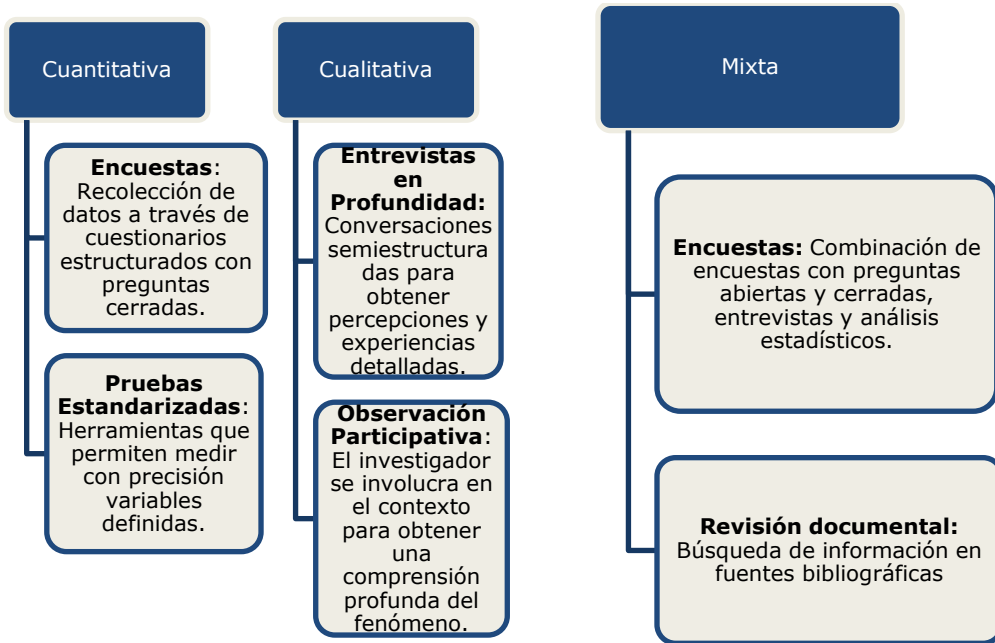 Cuantitativa
Encuestas:
Recolección de
datos a través de
cuestionarios
estructurados con
preguntas
cerradas.
Pruebas
Estandarizadas:
Herramientas que
permiten medir
con precisión
variables
definidas.
Cualitativa
Entrevistas
en
Profundidad:
Conversaciones
semiestructura
das para
obtener
percepciones y
experiencias
detalladas.
Observación
Participativa:
El investigador
se involucra en
el contexto
para obtener
una
comprensión
profunda del
fenómeno.
Mixta
Encuestas: Combinación de
encuestas con preguntas
abiertas y cerradas,
entrevistas y análisis
estadísticos.
Revisión documental:
Búsqueda de información en
fuentes bibliográficas